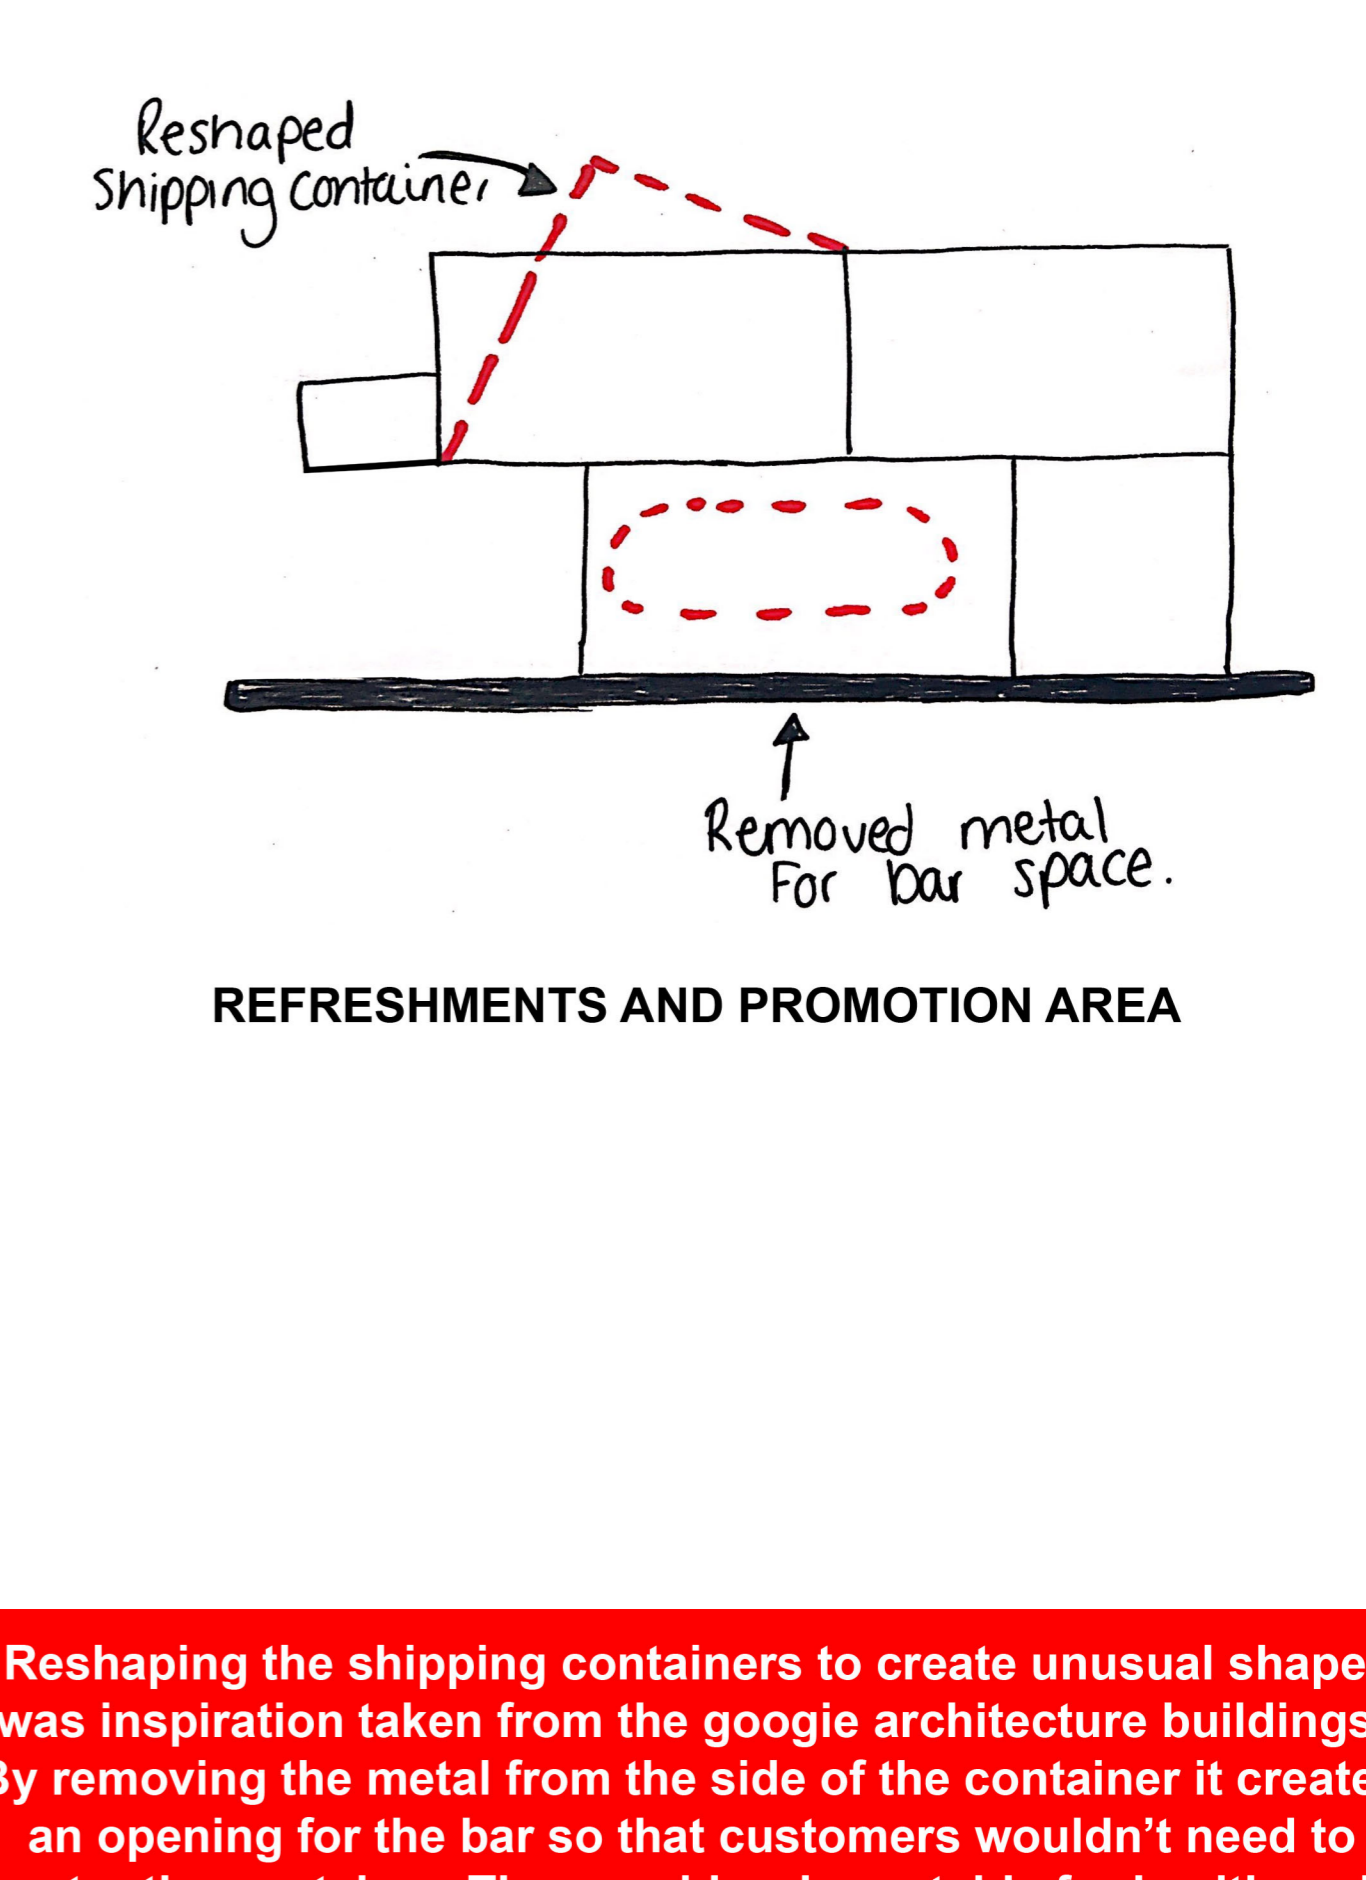 Reshaped
Shipping container
Removed metal
For bar space.
REFRESHMENTS AND PROMOTION AREA
Reshaping the shipping containers to create unusual shape
was inspiration taken from the googie architecture buildings
By removing the metal from the side of the container it create
an opening for the bar so that customers wouldn't need to